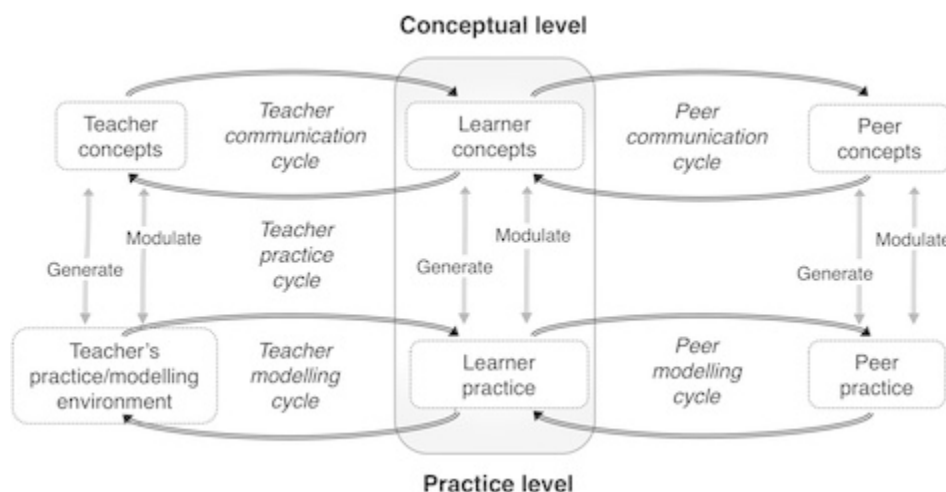 Conceptual level
Teacher
concepts
Teacher
communication
cycle
Learner
concepts
Peer
communication
cycle
Peer
concepts
Generate
Modulate
Teacher
practice
cycle
Generate
Modulate
Generate
Modulate
Teacher's
practice/modelling
environment
Teacher
modelling
cycle
Learner
practice
Peer
modelling
cycle
Peer
practice
Practice level